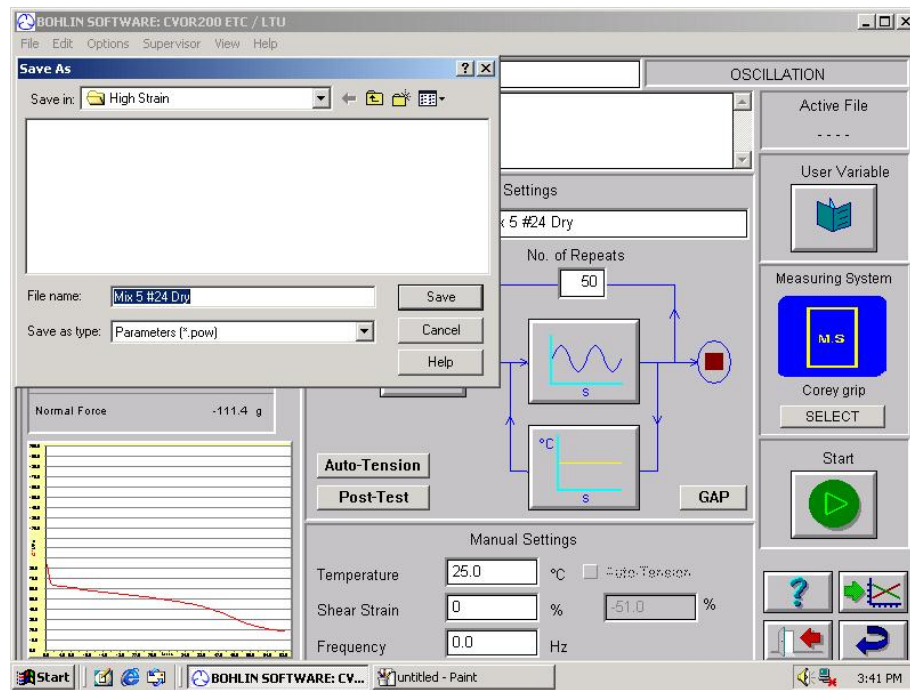 BOHLIN SOFTWARE: CVOR200 ETC / LTU
File Edit Options Supervisor View Help
Save As
Save in: High Strain
File name: Mix 5 #24 Dry
Save
Save as type: Parameters (*.pow)
Cancel
Help
OSCILLATION
Active File
- - - -
User Variable
Settings
5 #24 Dry
No. of Repeats
50
Measuring System
M.S
Corey grip
SELECT
S
°C
S
Normal Force -111.4 g
Auto-Tension
Post-Test
GAP
Start
Manual Settings
Temperature 25.0 °C Auto-Tension
Shear Strain 0 % -51.0 %
Frequency 0.0 Hz
?
Start
BOHLIN SOFTWARE: CV...
untitled - Paint
3:41 PM